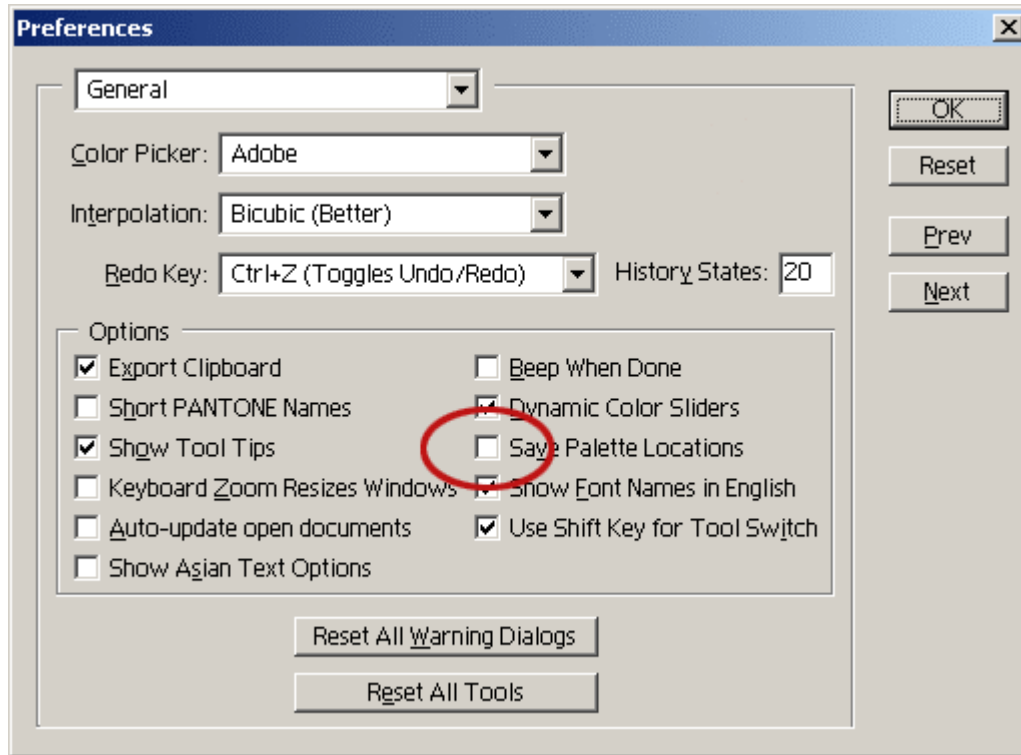 Preferences
General
OK
Color Picker: Adobe
Reset
Interpolation: Bicubic (Better)
Prev
Redo Key: Ctrl+Z (Toggles Undo/Redo) History States: 20
Next
Options
Export Clipboard Beep When Done
Short PANTONE Names Dynamic Color Sliders
Show Tool Tips Save Palette Locations
Keyboard Zoom Resizes Windows Show Font Names in English
Auto-update open documents Use Shift Key for Tool Switch
Show Asian Text Options
Reset All Warning Dialogs
Reset All Tools